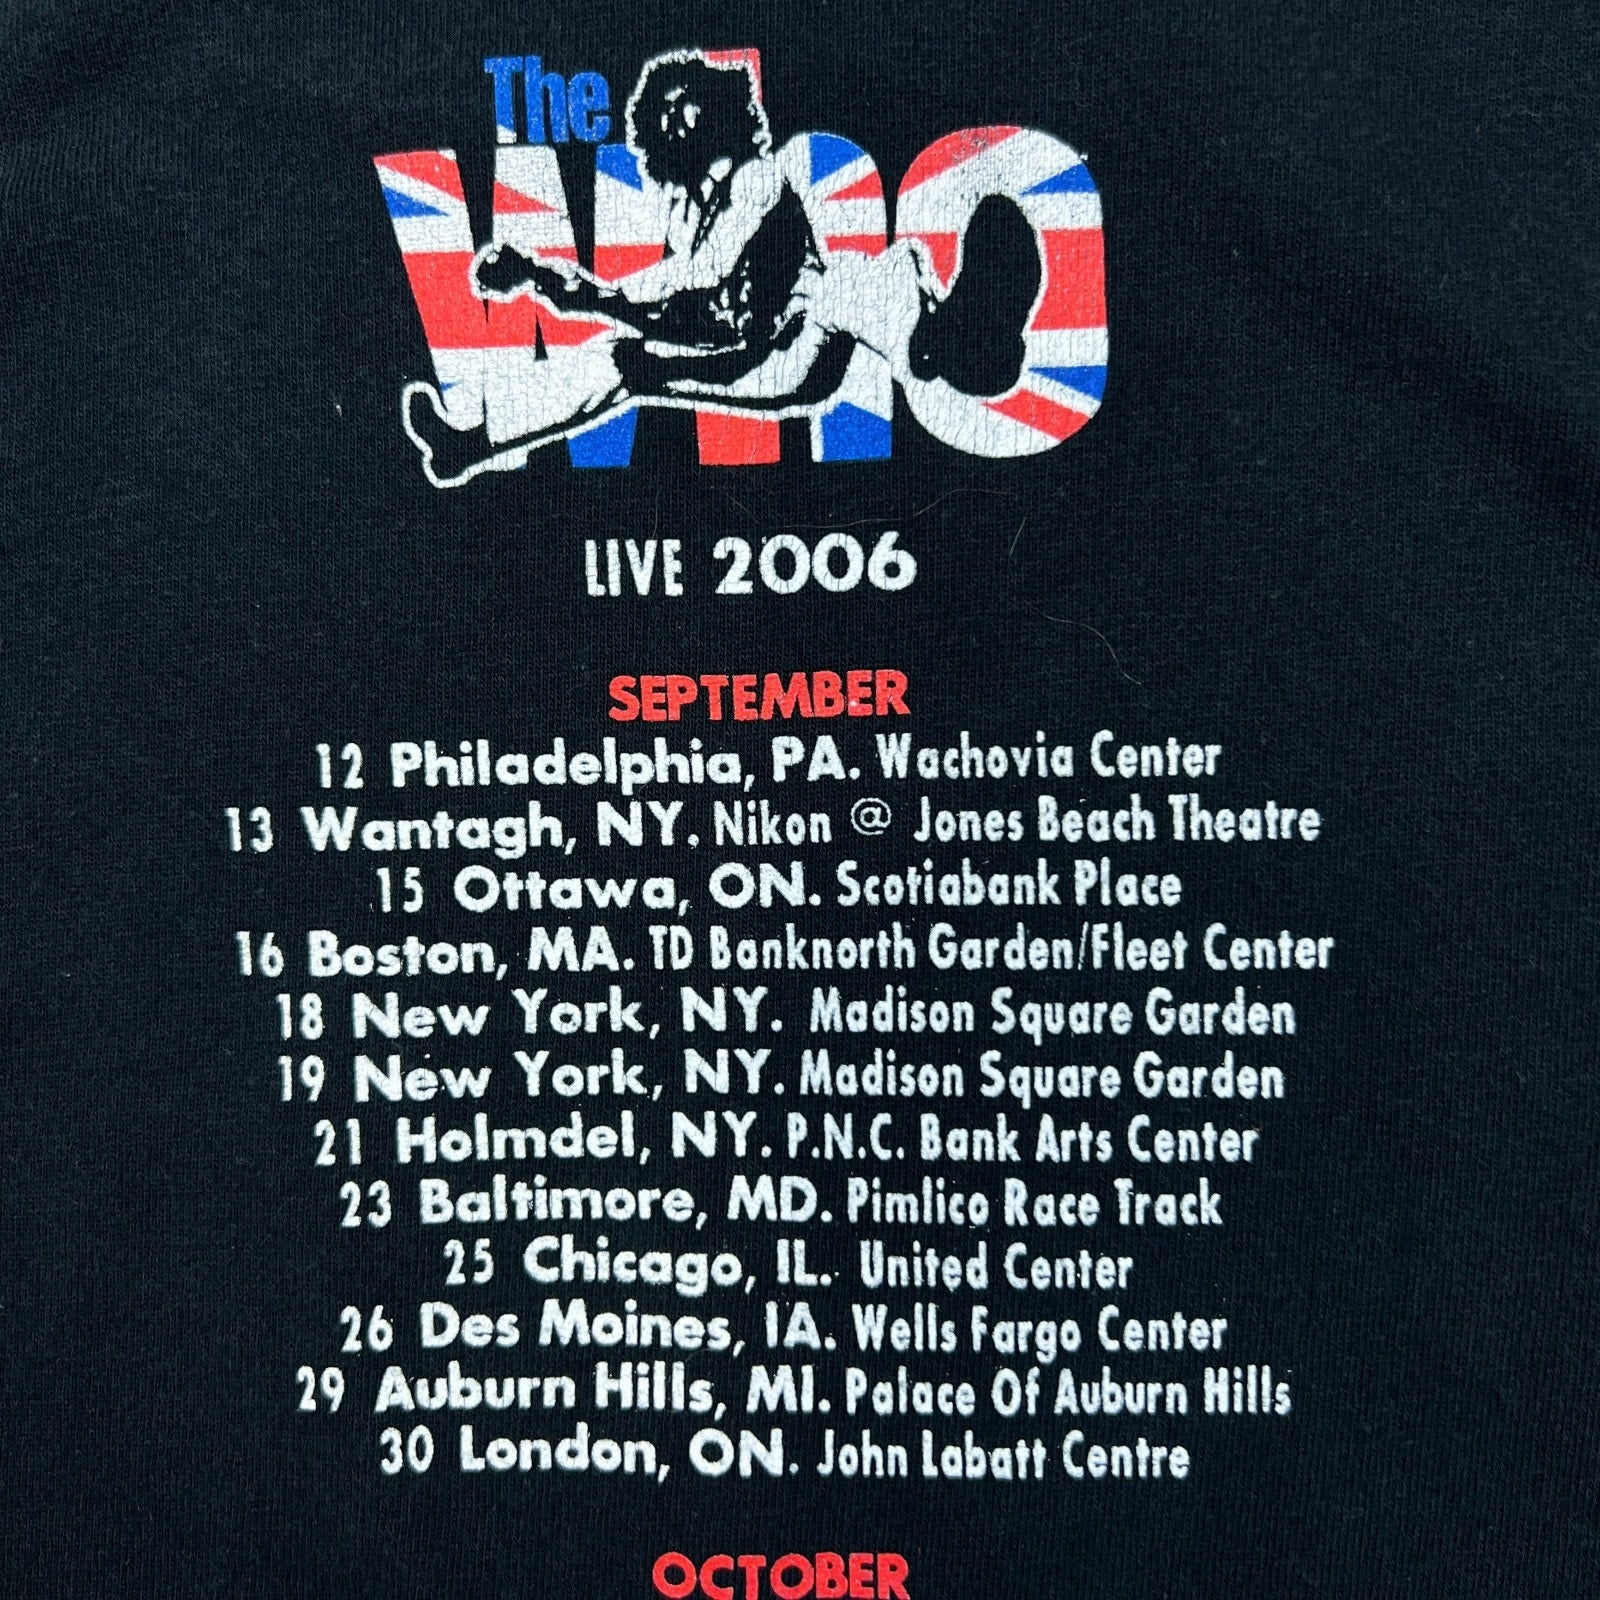 The
WHO
LIVE 2006
SEPTEMBER
12 Philadelphia, PA. Wachovia Center
13 Wantagh, NY. Nikon @ Jones Beach Theatre
15 Ottawa, ON. Scotiabank Place
16 Boston, MA. TD Banknorth Garden/Fleet Center
18 New York, NY. Madison Square Garden
19 New York, NY. Madison Square Garden
21 Holmdel, NY. P.N.C. Bank Arts Center
23 Baltimore, MD. Pimlico Race Track
25 Chicago, IL. United Center
26 Des Moines, IA. Wells Fargo Center
29 Auburn Hills, MI. Palace Of Auburn Hills
30 London, ON. John Labatt Centre
OCTOBER